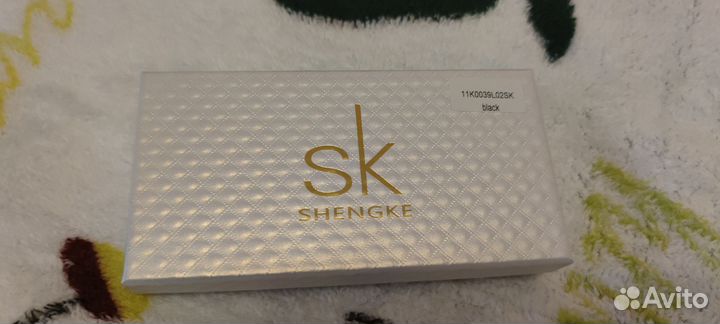 11K0039L02SK
black
sk
SHENGKE
Avito